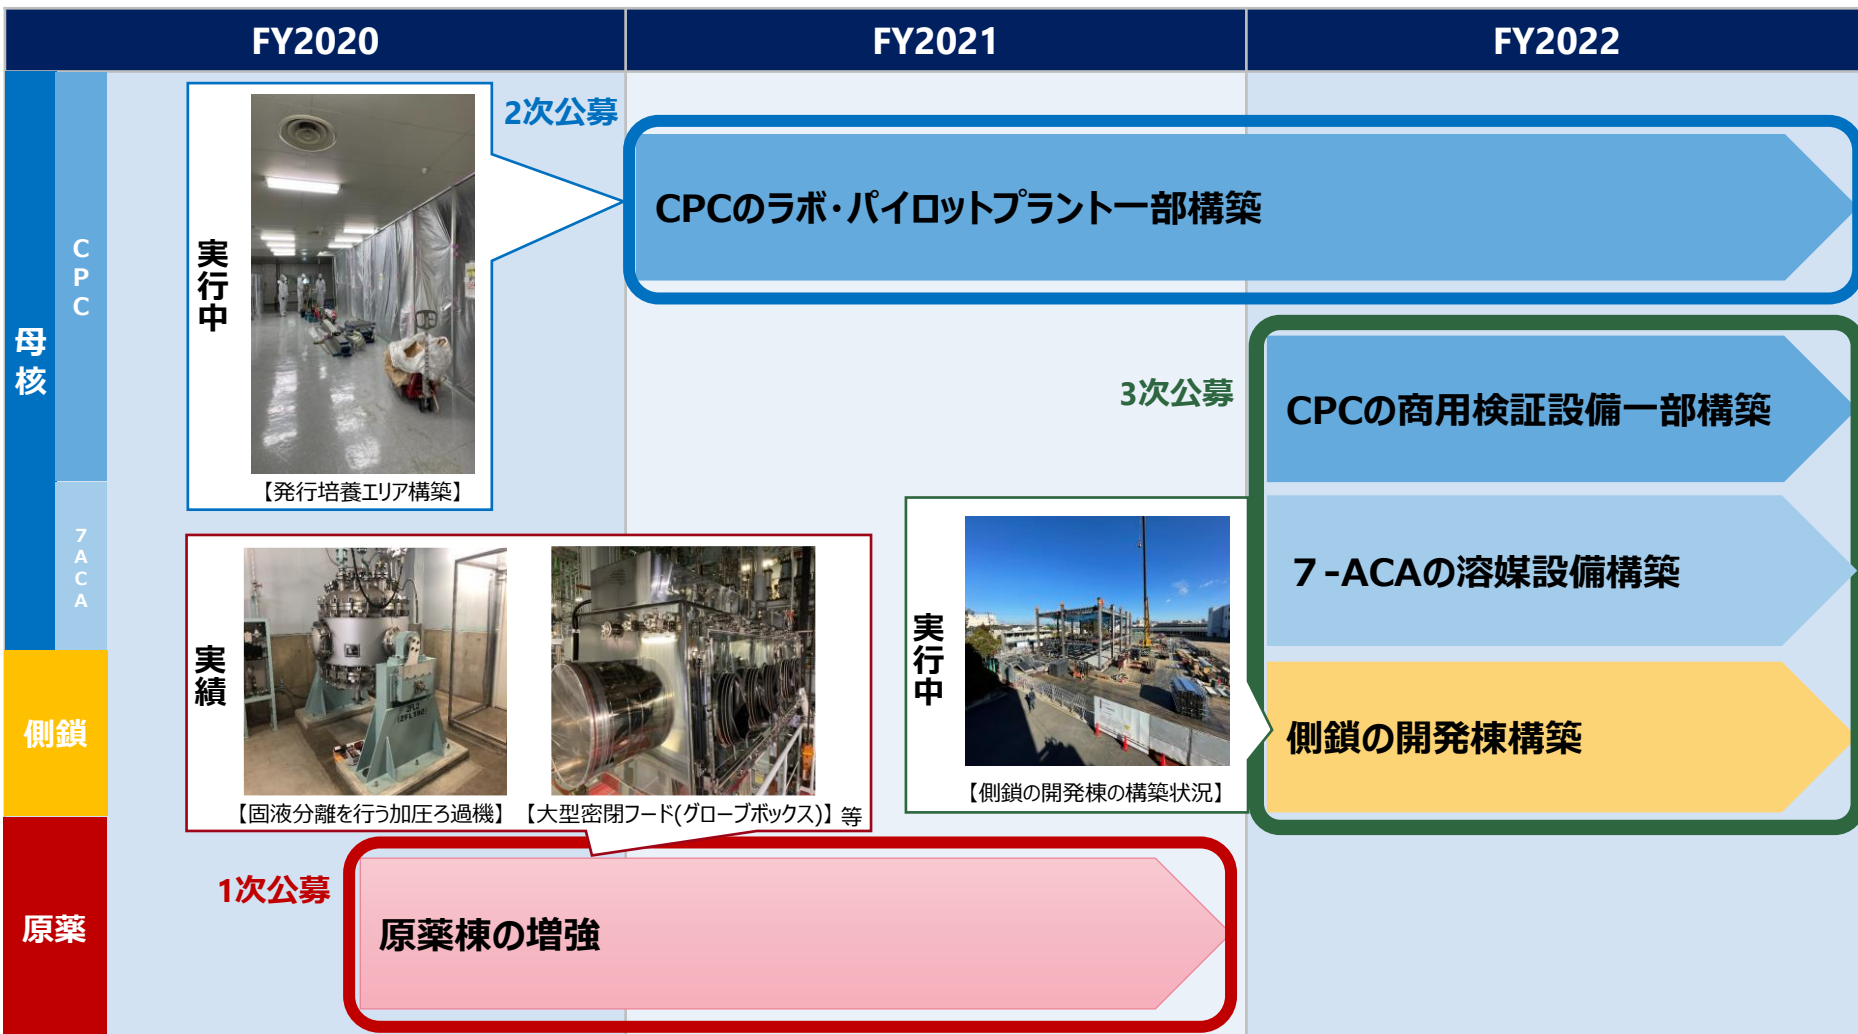 FY2020
FY2021
FY2022
母核
CPC
7ACA
側鎖
原薬
2次公募
実行中
【発行培養エリア構築】
CPCのラボ・パイロットプラント一部構築
3次公募
CPCの商用検証設備一部構築
7-ACAの溶媒設備構築
側鎖の開発棟構築
実行中
【側鎖の開発棟の構築状況】
実績
【固液分離を行う加圧ろ過機】
【大型密閉フード(グローブボックス)】等
1次公募
原薬棟の増強